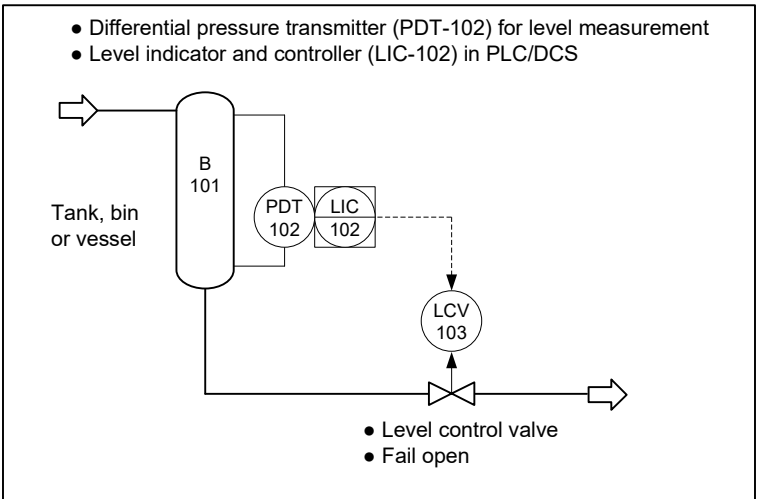 ● Differential pressure transmitter (PDT-102) for level measurement
● Level indicator and controller (LIC-102) in PLC/DCS
B
101
Tank, bin
or vessel
PDT
102
LIC
102
LCV
103
● Level control valve
● Fail open